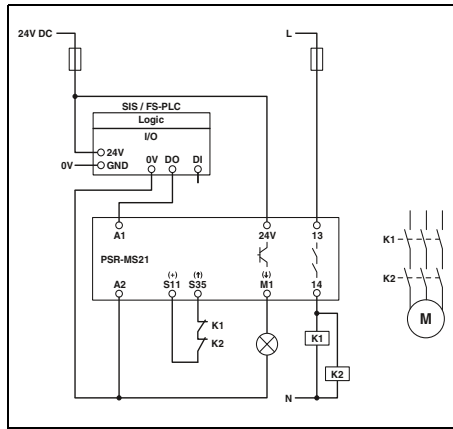 24V DC
L
SIS / FS-PLC
Logic
I/O
24V
0V
GND
0V DO DI
A1 24V 13
PSR-MS21
(+) (↑) (↓)
A2 S11 S35 M1 14
K1
K2
K1
K2
N
K1
K2
M